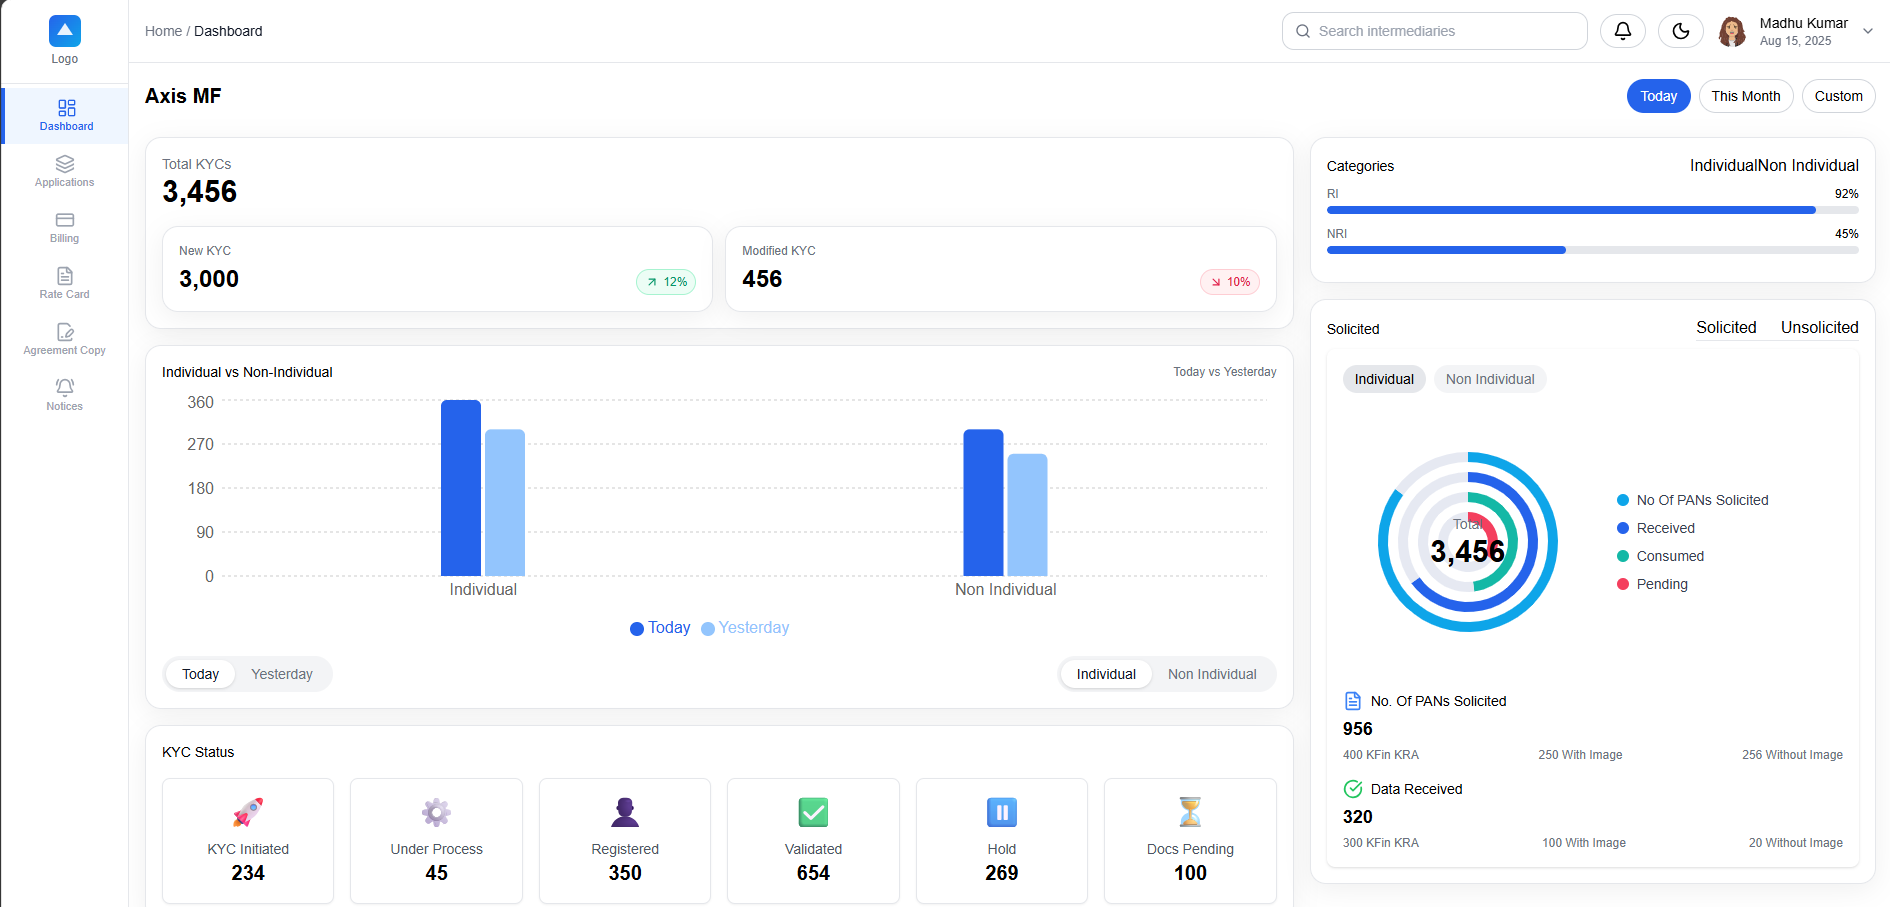 Logo
Home / Dashboard
Search intermediaries
Madhu Kumar
Aug 15, 2025
Dashboard
Applications
Billing
Rate Card
Agreement Copy
Notices
Axis MF
Today
This Month
Custom
Total KYCs
3,456
New KYC
3,000
12%
Modified KYC
456
10%
Individual vs Non-Individual
Today vs Yesterday
360
270
180
90
0
Individual
Non Individual
Today
Yesterday
Today
Yesterday
Individual
Non Individual
KYC Status
KYC Initiated
234
Under Process
45
Registered
350
Validated
654
Hold
269
Docs Pending
100
Categories
IndividualNon Individual
RI
92%
NRI
45%
Solicited
Solicited
Unsolicited
Individual
Non Individual
Total
3,456
No Of PANs Solicited
Received
Consumed
Pending
No. Of PANs Solicited
956
400 KFin KRA
250 With Image
256 Without Image
Data Received
320
300 KFin KRA
100 With Image
20 Without Image